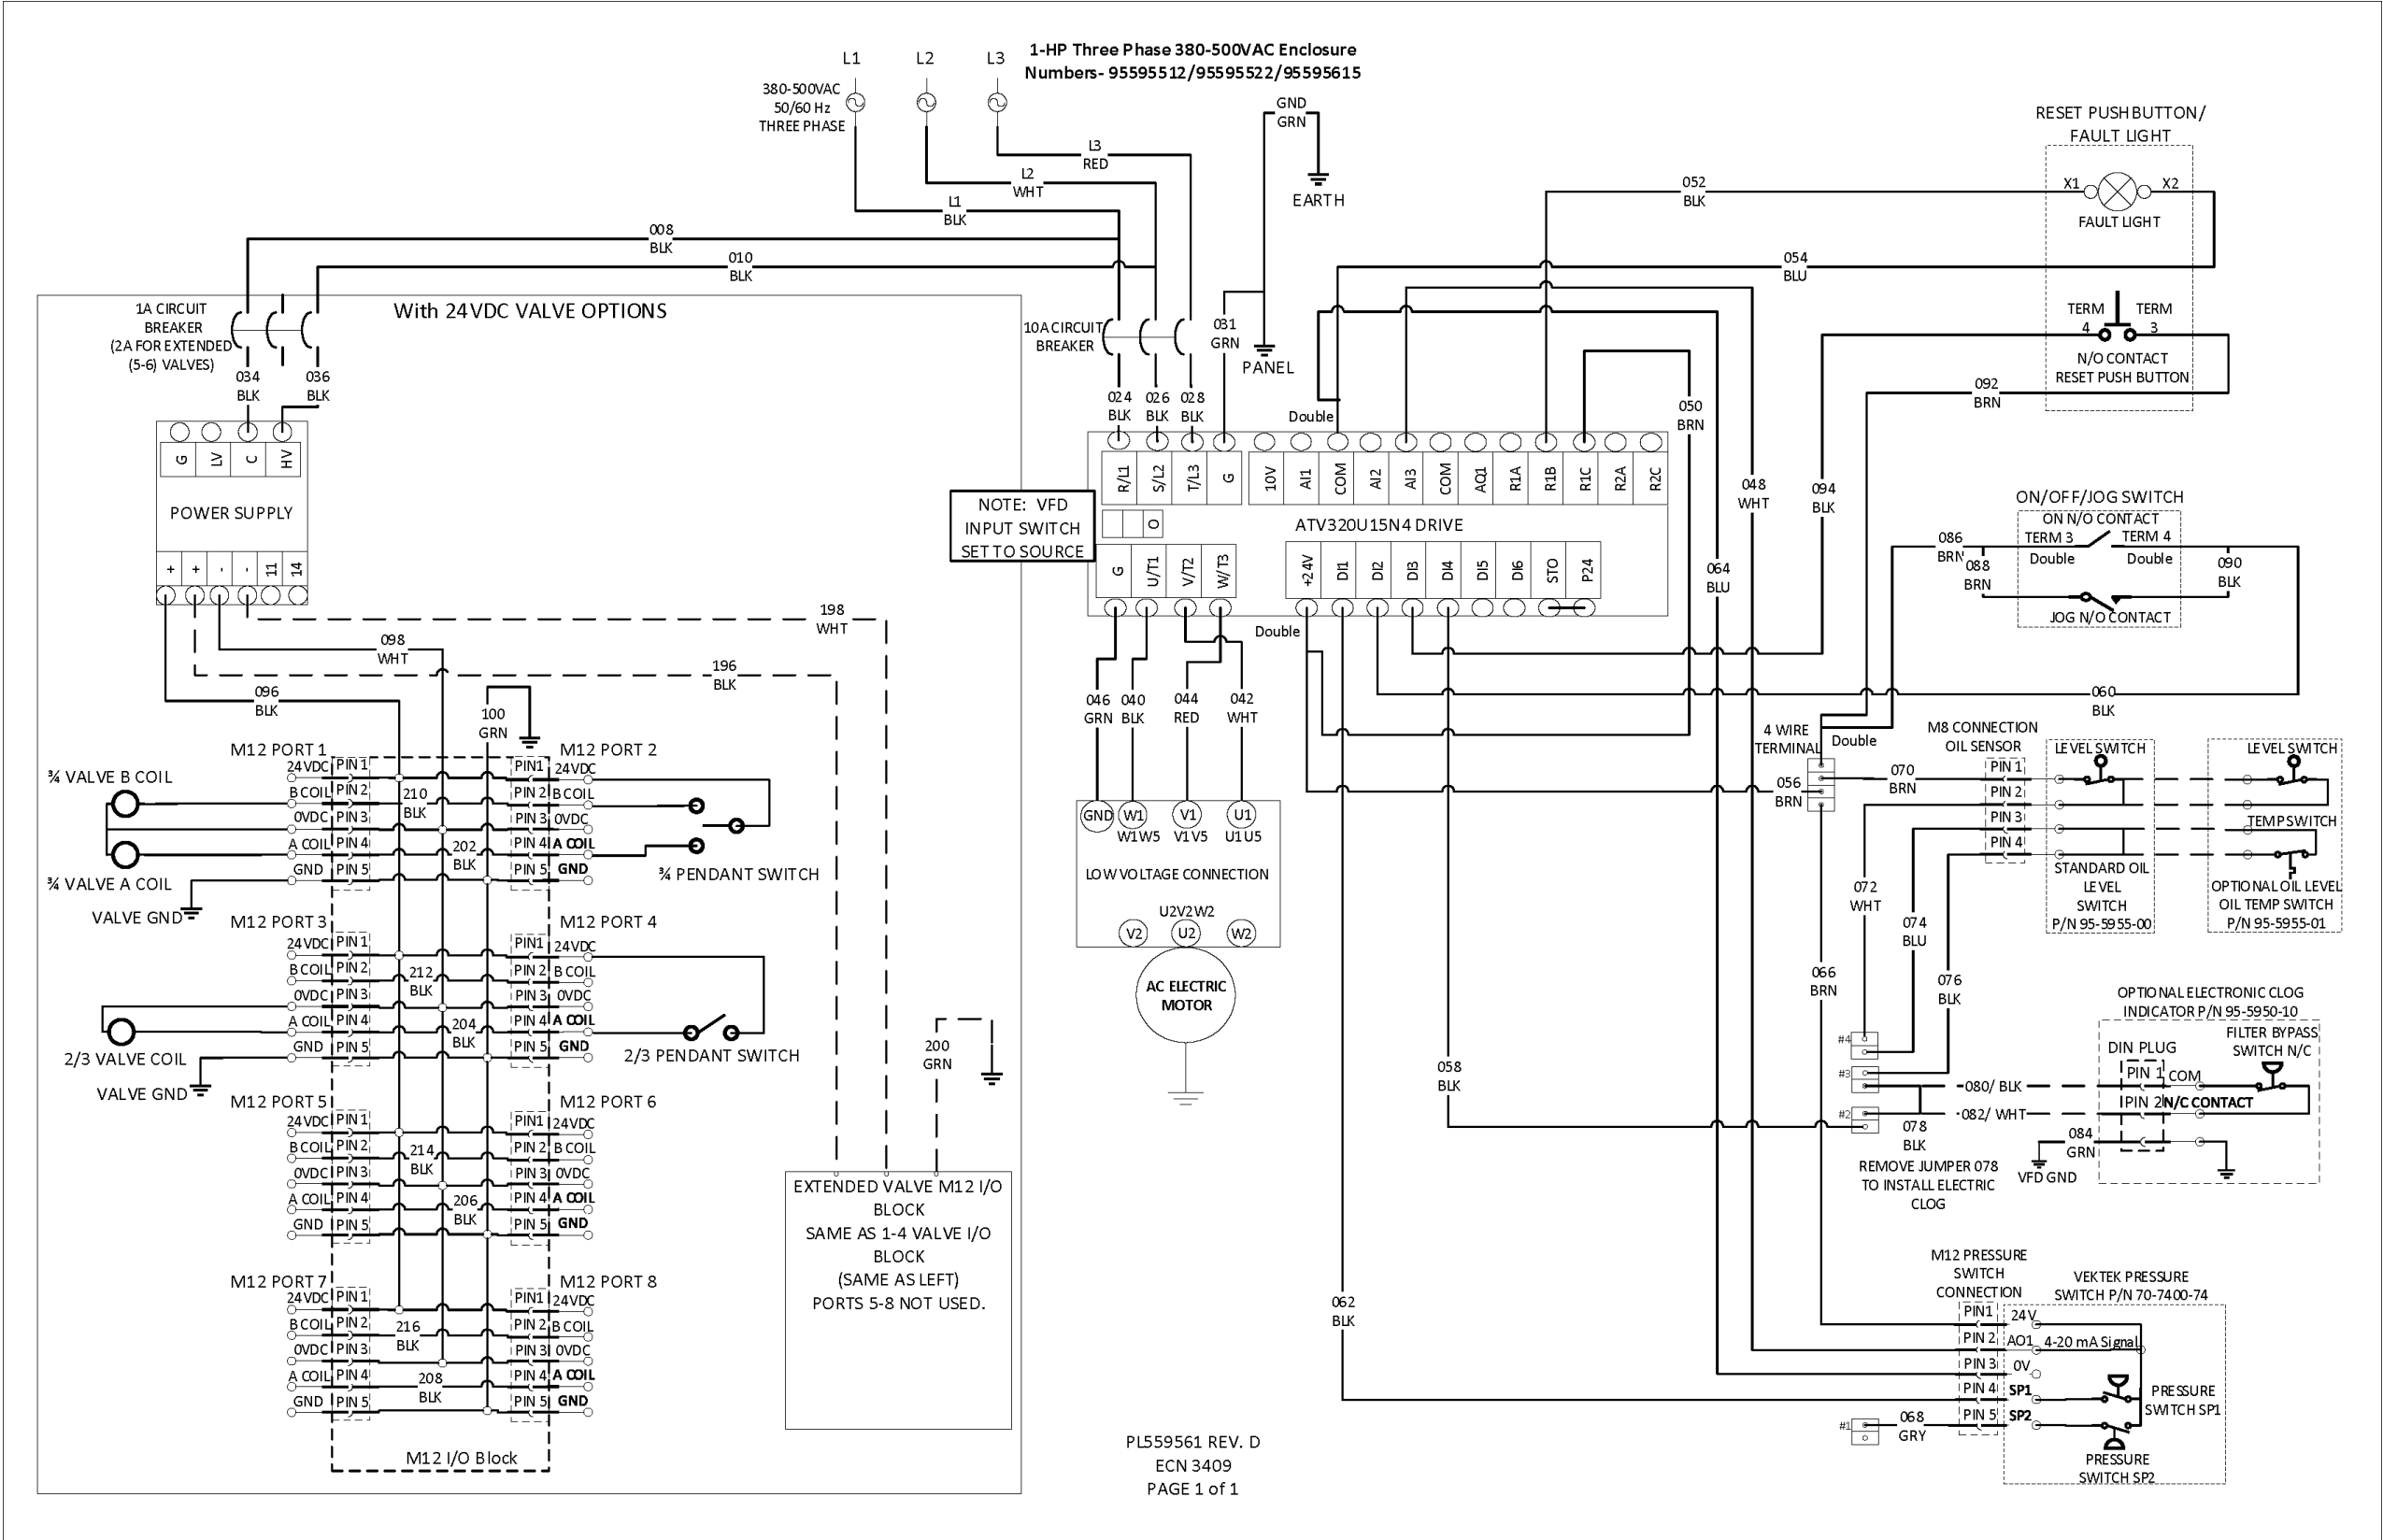 1-HP Three Phase 380-500VAC Enclosure
Numbers- 95595512/95595522/95595615
L1
L2
L3
380-500VAC
50/60 Hz
THREE PHASE
GND
GRN
EARTH
L3
RED
L2
WHT
L1
BLK
008
BLK
010
BLK
052
BLK
054
BLU
RESET PUSHBUTTON/
FAULT LIGHT
X1
X2
FAULT LIGHT
TERM
4
TERM
3
N/O CONTACT
RESET PUSH BUTTON
092
BRN
1A CIRCUIT
BREAKER
(2A FOR EXTENDED
(5-6) VALVES)
With 24VDC VALVE OPTIONS
034
BLK
036
BLK
10A CIRCUIT
BREAKER
031
GRN
PANEL
024
BLK
026
BLK
028
BLK
Double
050
BRN
G
LV
C
HV
POWER SUPPLY
+
+
-
-
11
14
R/L1
S/L2
T/L3
G
10V
AI1
COM
AI2
AI3
COM
AQ1
R1A
R1B
R1C
R2A
R2C
NOTE: VFD
INPUT SWITCH
SET TO SOURCE
O
ATV320U15N4 DRIVE
G
U/T1
V/T2
W/T3
+24V
DI1
DI2
DI3
DI4
DI5
DI6
STO
P24
048
WHT
094
BLK
064
BLU
ON/OFF/JOG SWITCH
ON N/O CONTACT
TERM 3
TERM 4
Double
Double
086
BRN
088
BRN
090
BLK
JOG N/O CONTACT
198
WHT
098
WHT
196
BLK
096
BLK
100
GRN
Double
046
GRN
040
BLK
044
RED
042
WHT
060
BLK
4 WIRE
TERMINAL
Double
056
BRN
070
BRN
M8 CONNECTION
OIL SENSOR
PIN 1
PIN 2
PIN 3
PIN 4
LEVEL SWITCH
STANDARD OIL
LEVEL
SWITCH
P/N 95-5955-00
LEVEL SWITCH
TEMP SWITCH
OPTIONAL OIL LEVEL
OIL TEMP SWITCH
P/N 95-5955-01
M12 PORT 1
24VDC
B COIL
0VDC
A COIL
GND
PIN 1
PIN 2
PIN 3
PIN 4
PIN 5
210
BLK
202
BLK
M12 PORT 2
PIN1
PIN 2
PIN 3
PIN 4
PIN 5
24VDC
B COIL
0VDC
A COIL
GND
¾ VALVE B COIL
¾ VALVE A COIL
VALVE GND
¾ PENDANT SWITCH
GND
W1
V1
U1
W1W5
V1V5
U1U5
LOW VOLTAGE CONNECTION
U2V2W2
V2
U2
W2
AC ELECTRIC
MOTOR
M12 PORT 3
24VDC
B COIL
0VDC
A COIL
GND
PIN 1
PIN 2
PIN 3
PIN 4
PIN 5
212
BLK
204
BLK
M12 PORT 4
PIN1
PIN 2
PIN 3
PIN 4
PIN 5
24VDC
B COIL
0VDC
A COIL
GND
2/3 VALVE COIL
VALVE GND
2/3 PENDANT SWITCH
200
GRN
072
WHT
074
BLU
066
BRN
076
BLK
058
BLK
OPTIONAL ELECTRONIC CLOG
INDICATOR P/N 95-5950-10
FILTER BYPASS
SWITCH N/C
DIN PLUG
PIN 1
COM
PIN 2
N/C CONTACT
#4
#3
#2
080/ BLK
082/ WHT
078
BLK
084
GRN
VFD GND
REMOVE JUMPER 078
TO INSTALL ELECTRIC
CLOG
M12 PORT 5
24VDC
B COIL
0VDC
A COIL
GND
PIN 1
PIN 2
PIN 3
PIN 4
PIN 5
214
BLK
206
BLK
M12 PORT 6
PIN1
PIN 2
PIN 3
PIN 4
PIN 5
24VDC
B COIL
0VDC
A COIL
GND
EXTENDED VALVE M12 I/O
BLOCK
SAME AS 1-4 VALVE I/O
BLOCK
(SAME AS LEFT)
PORTS 5-8 NOT USED.
M12 PORT 7
24VDC
B COIL
0VDC
A COIL
GND
PIN 1
PIN 2
PIN 3
PIN 4
PIN 5
216
BLK
208
BLK
M12 PORT 8
PIN1
PIN 2
PIN 3
PIN 4
PIN 5
24VDC
B COIL
0VDC
A COIL
GND
M12 I/O Block
062
BLK
M12 PRESSURE
SWITCH
CONNECTION
VEKTEK PRESSURE
SWITCH P/N 70-7400-74
PIN1
PIN 2
PIN 3
PIN 4
PIN 5
24V
AO1
4-20 mA Signal
0V
SP1
SP2
PRESSURE
SWITCH SP1
PRESSURE
SWITCH SP2
#1
068
GRY
PL559561 REV. D
ECN 3409
PAGE 1 of 1